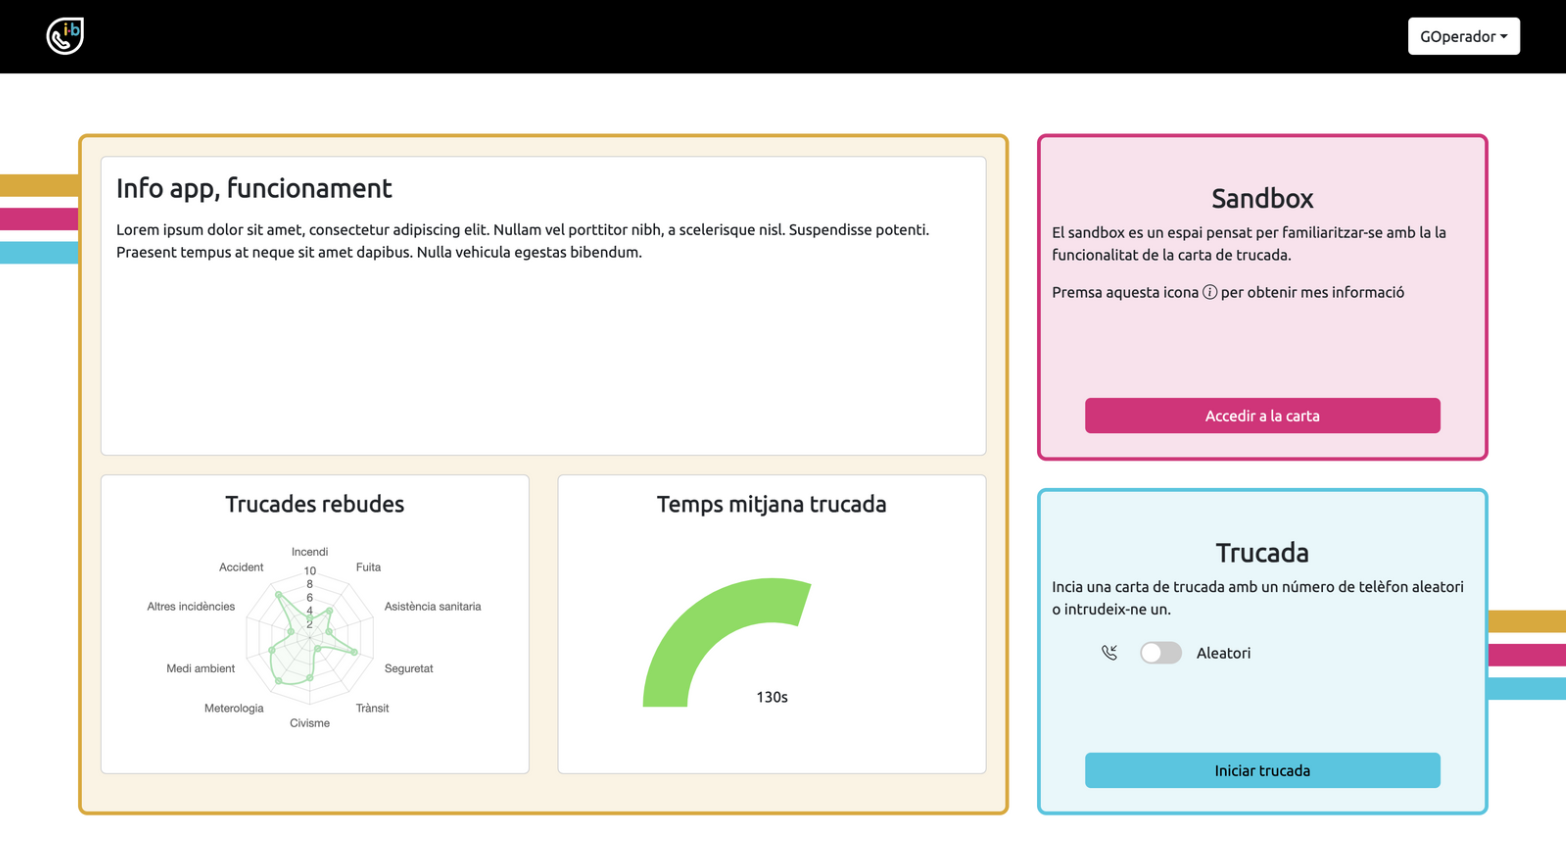 i-b
GOperador
Info app, funcionament
Lorem ipsum dolor sit amet, consectetur adipiscing elit. Nullam vel porttitor nibh, a scelerisque nisl. Suspendisse potenti.
Praesent tempus at neque sit amet dapibus. Nulla vehicula egestas bibendum.
Trucades rebudes
Incendi
Accident
Fuita
Altres incidències
Asistència sanitaria
10
8
6
4
2
Medi ambient
Seguretat
Meterologia
Trànsit
Civisme
Temps mitjana trucada
130s
Sandbox
El sandbox es un espai pensat per familiaritzar-se amb la la
funcionalitat de la carta de trucada.
Premsa aquesta icona per obtenir mes informació
Accedir a la carta
Trucada
Incia una carta de trucada amb un número de telèfon aleatori
o intrudeix-ne un.
Aleatori
Iniciar trucada